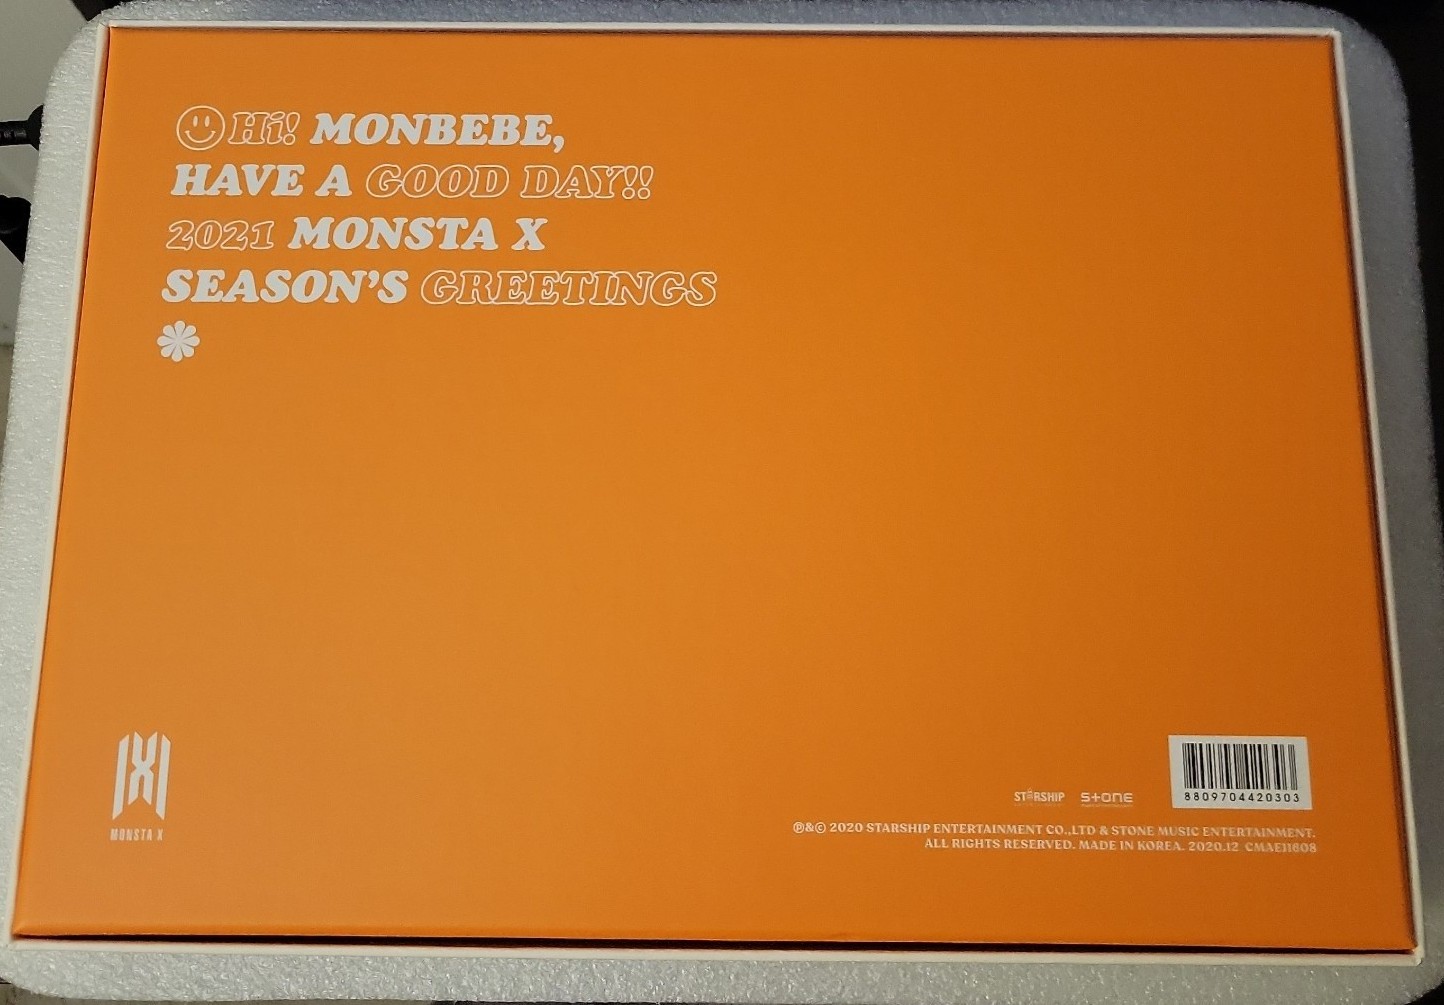 Hi! MONBEBE,
HAVE A GOOD DAY!!
2021 MONSTA X
SEASON'S GREETINGS
MONSTA X
STARSHIP
STONE
8809704420303
℗&© 2020 STARSHIP ENTERTAINMENT CO.,LTD & STONE MUSIC ENTERTAINMENT.
ALL RIGHTS RESERVED. MADE IN KOREA. 2020.12 CMAE11608